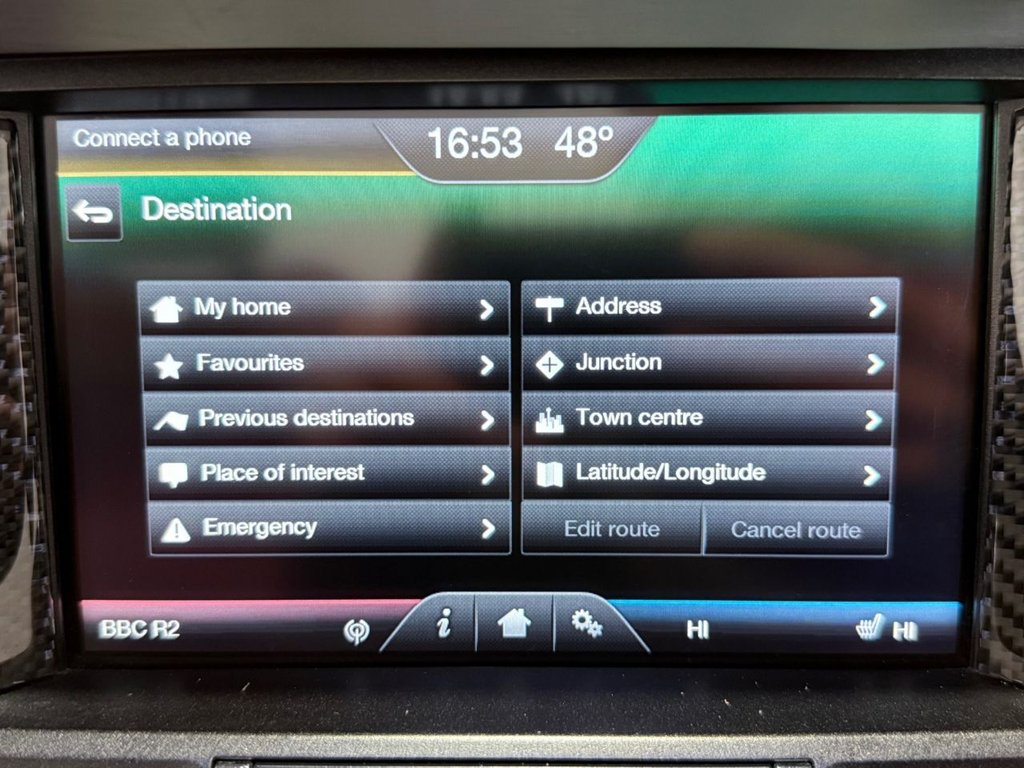 Connect a phone
16:53 48°
Destination
My home
Favourites
Previous destinations
Place of interest
Emergency
Address
Junction
Town centre
Latitude/Longitude
Edit route
Cancel route
BBC R2
i
HI
HI